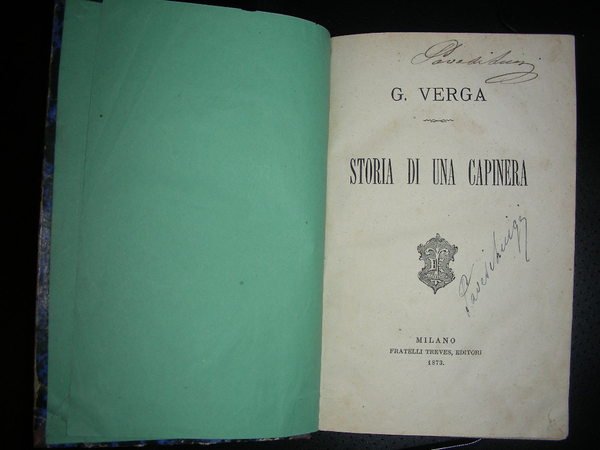 G. VERGA
STORIA DI UNA CAPINERA
MILANO
FRATELLI TREVES, EDITORI
1873.